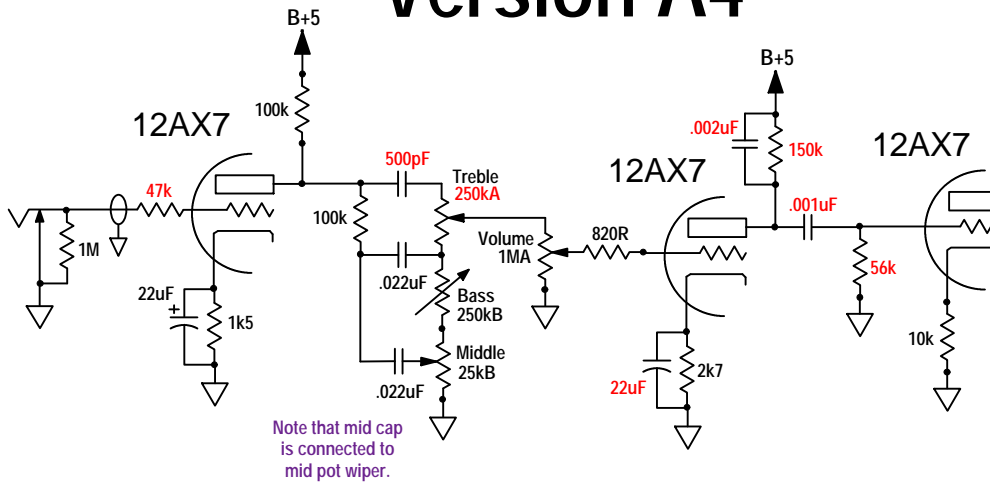 Version A4
B+5
100k
12AX7
47k
1M
22uF
+
1k5
500pF
Treble
250kA
100k
.022uF
Bass
250kB
Middle
25kB
.022uF
Note that mid cap
is connected to
mid pot wiper.
Volume
1MA
820R
12AX7
B+5
.002uF
150k
.001uF
56k
22uF
2k7
12AX7
10k